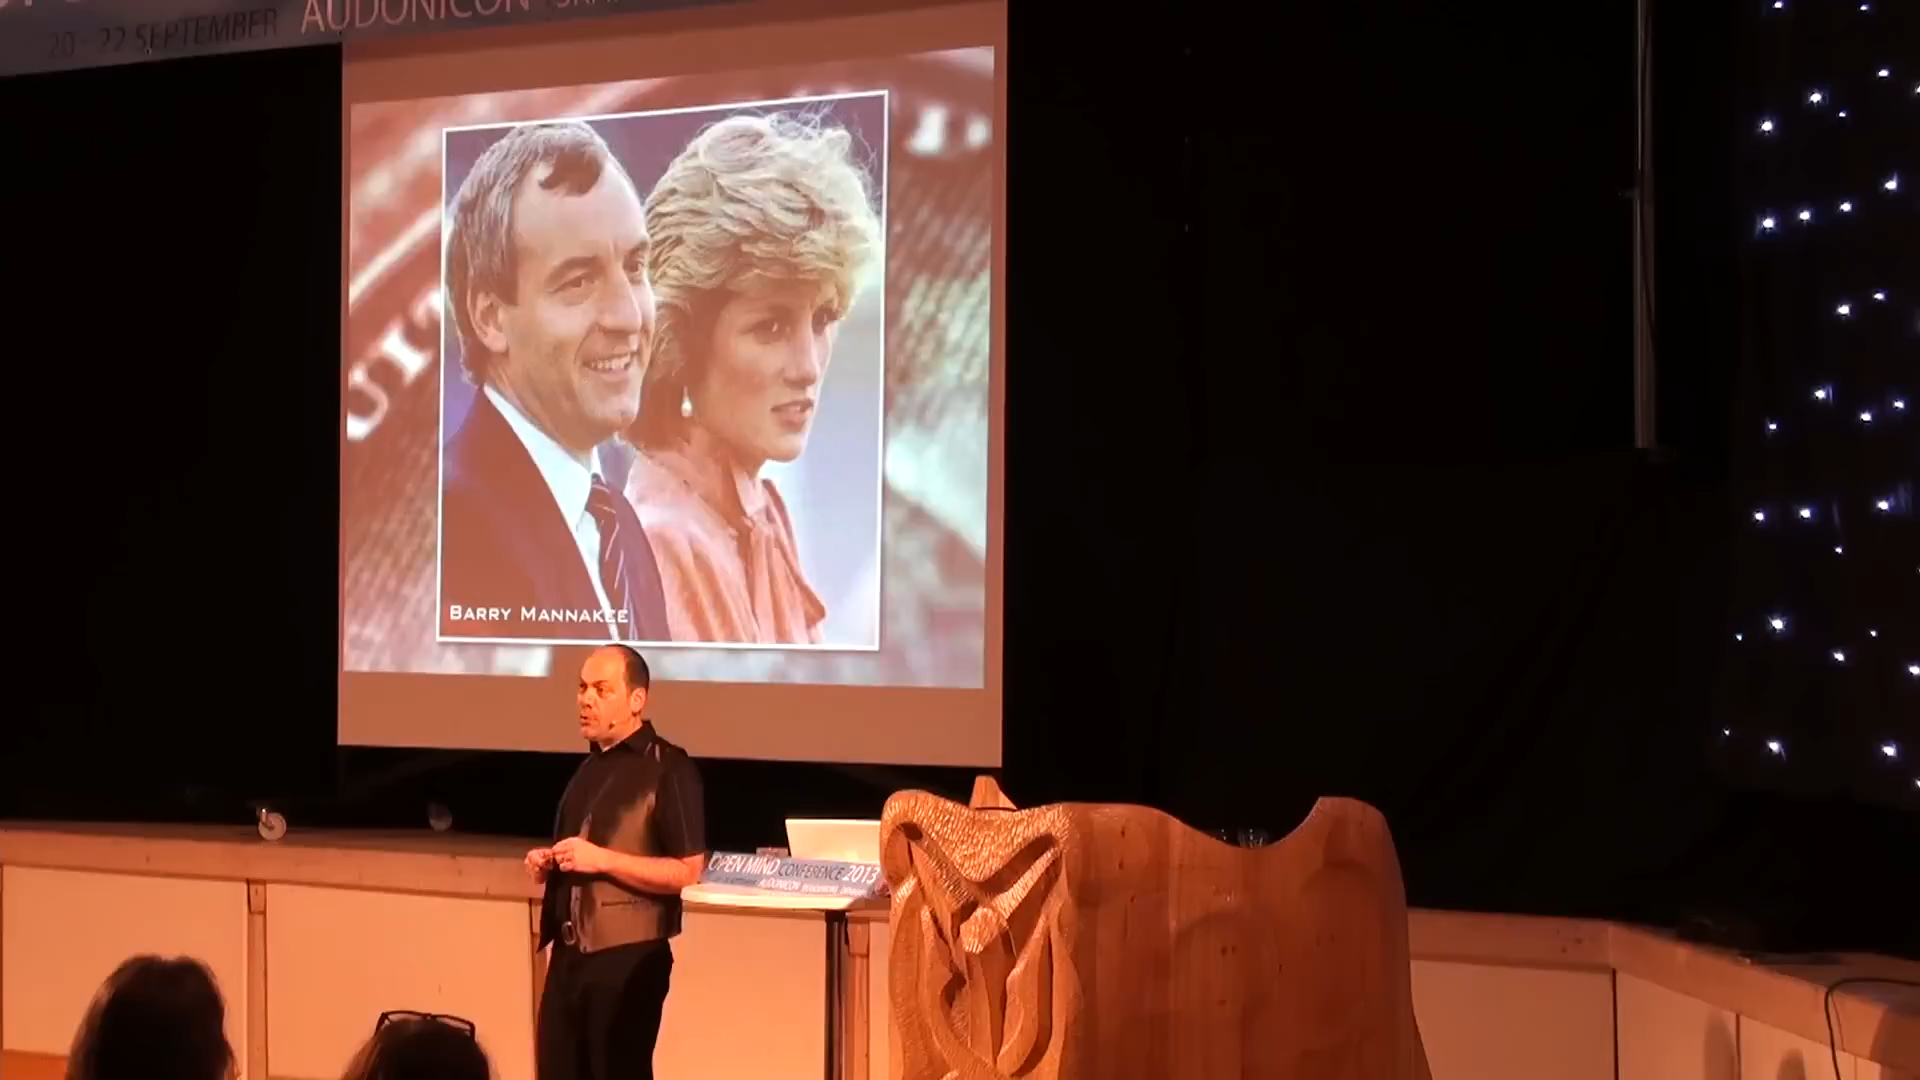 20 - 22 SEPTEMBER
AUDONICON
BARRY MANNAKEE
OPEN MIND CONFERENCE 2013
AUDONICON